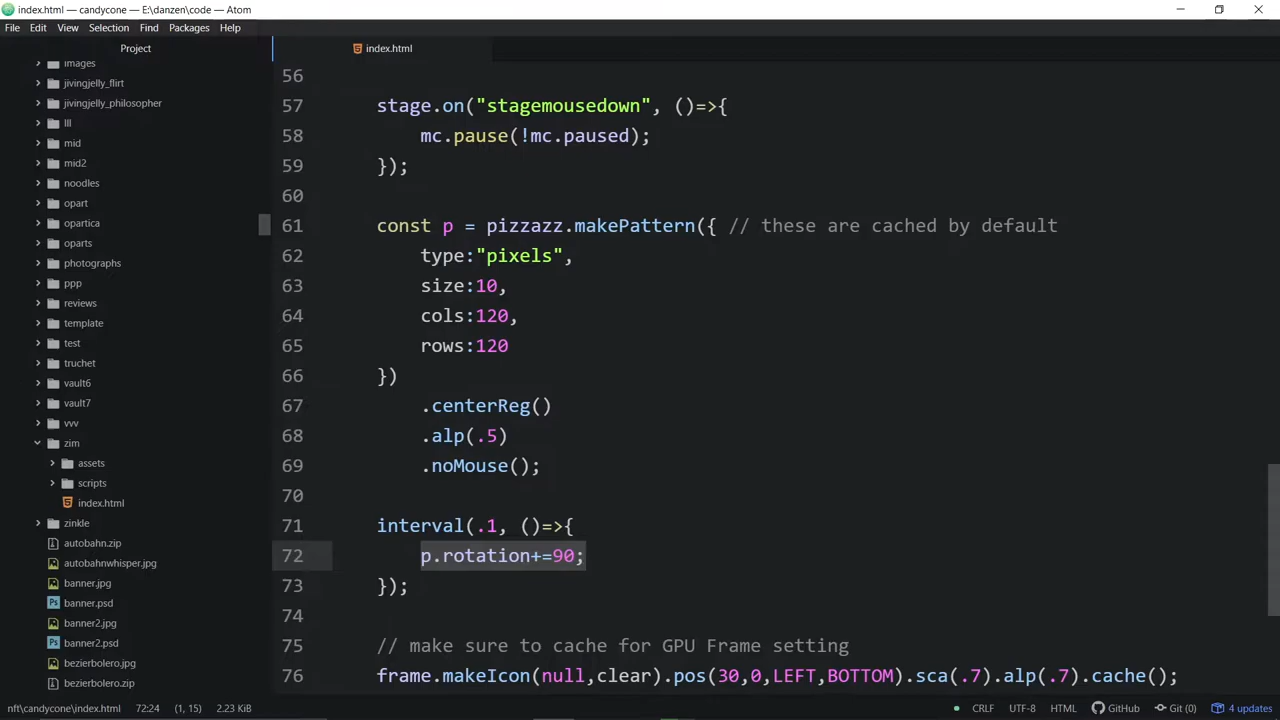 index.html — candycone — E:\danzen\code — Atom
File Edit View Selection Find Packages Help
Project
index.html
images
jivingjelly_flirt
jivingjelly_philosopher
lll
mid
mid2
noodles
opart
opartica
oparts
photographs
ppp
reviews
template
test
truchet
vault6
vault7
vvv
zim
assets
scripts
index.html
zinkle
autobahn.zip
autobahnwhisper.jpg
banner.jpg
banner.psd
banner2.jpg
banner2.psd
bezierbolero.jpg
bezierbolero.zip
56
57 stage.on("stagemousedown", ()=>{
58 mc.pause(!mc.paused);
59 });
60
61 const p = pizzazz.makePattern({ // these are cached by default
62 type:"pixels",
63 size:10,
64 cols:120,
65 rows:120
66 })
67 .centerReg()
68 .alp(.5)
69 .noMouse();
70
71 interval(.1, ()=>{
72 p.rotation+=90;
73 });
74
75 // make sure to cache for GPU Frame setting
76 frame.makeIcon(null,clear).pos(30,0,LEFT,BOTTOM).sca(.7).alp(.7).cache();
nft\candycone\index.html 72:24 (1, 15) 2.23 KiB CRLF UTF-8 HTML GitHub Git (0) 4 updates